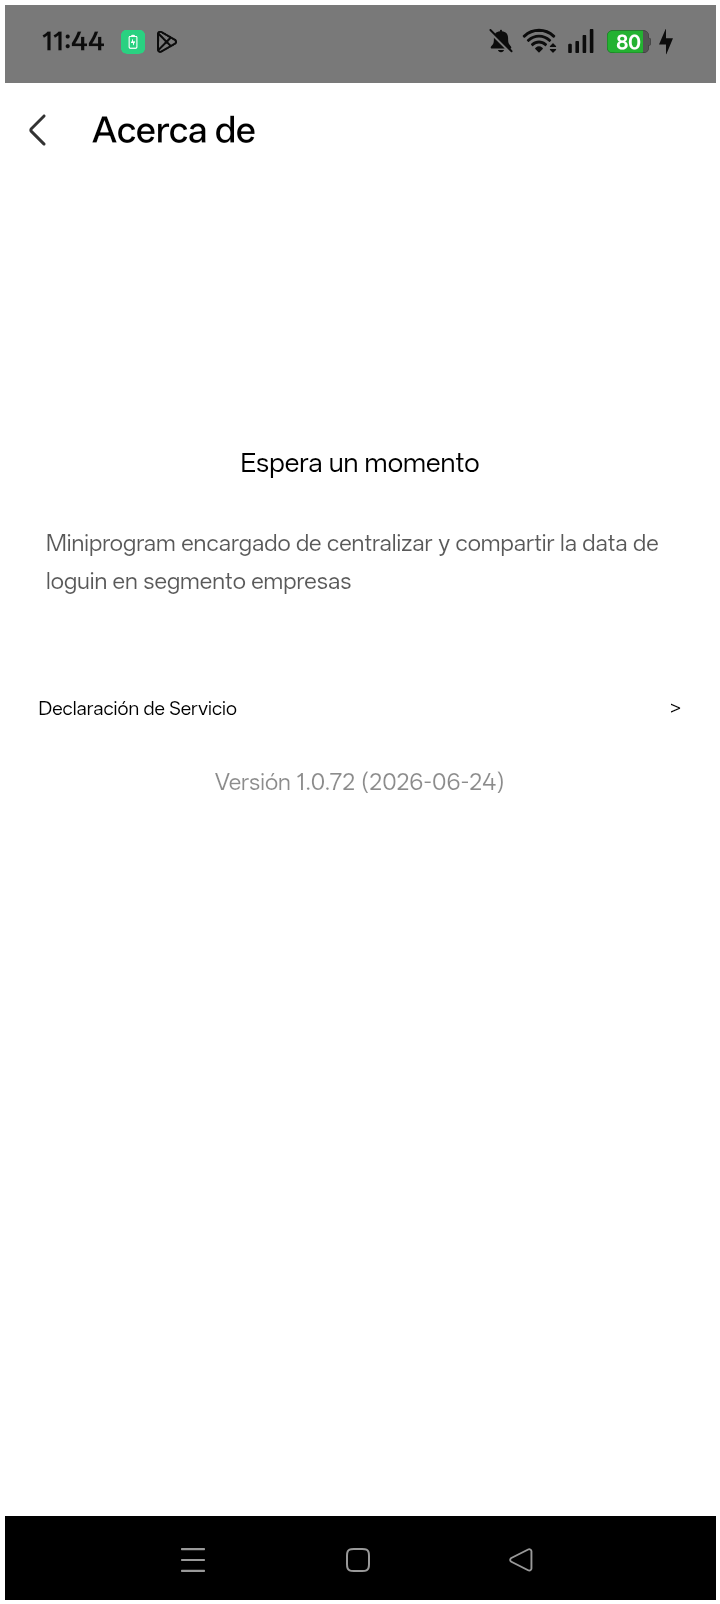 11:44
80
Acerca de
Espera un momento
Miniprogram encargado de centralizar y compartir la data de
loguin en segmento empresas
Declaración de Servicio >
Versión 1.0.72 (2026-06-24)